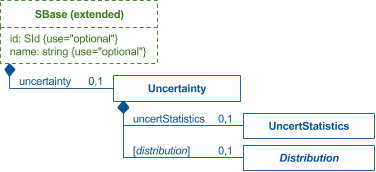 SBase (extended)
id: SId {use="optional"}
name: string {use="optional"}
uncertainty 0,1
Uncertainty
uncertStatistics 0,1
UncertStatistics
[distribution] 0,1
Distribution